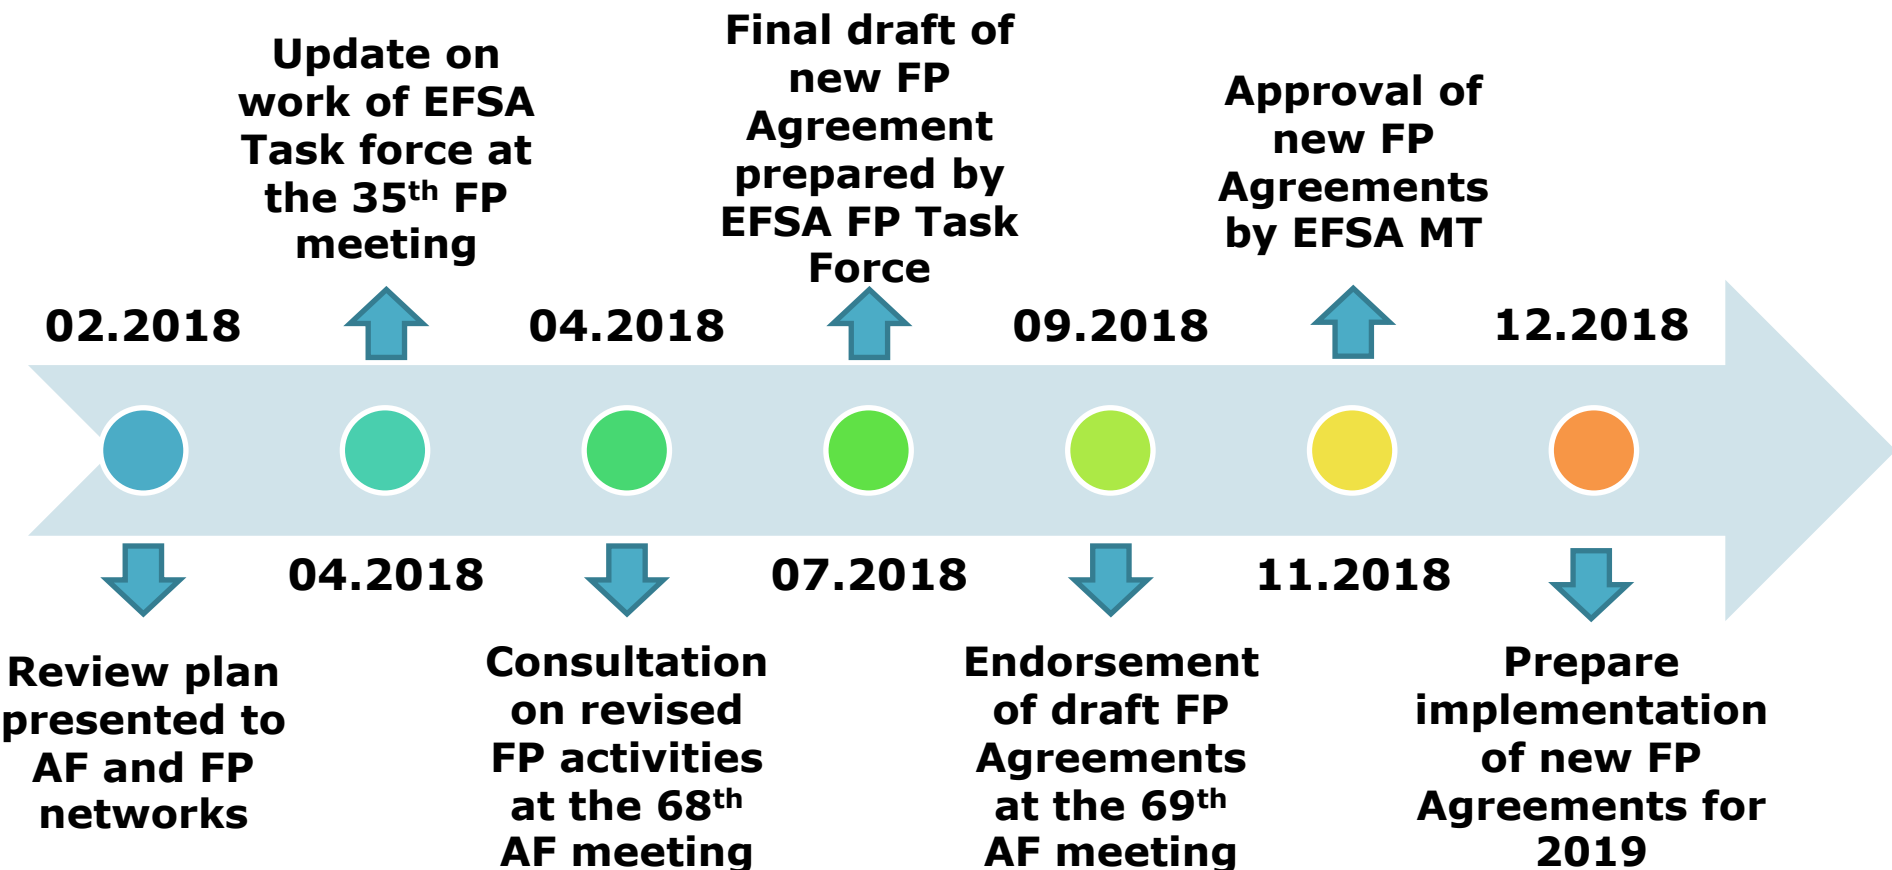 02.2018
Review plan
presented to
AF and FP
networks
Update on
work of EFSA
Task force at
the 35th FP
meeting
04.2018
04.2018
Consultation
on revised
FP activities
at the 68th
AF meeting
Final draft of
new FP
Agreement
prepared by
EFSA FP Task
Force
07.2018
09.2018
Endorsement
of draft FP
Agreements
at the 69th
AF meeting
Approval of
new FP
Agreements
by EFSA MT
11.2018
12.2018
Prepare
implementation
of new FP
Agreements for
2019